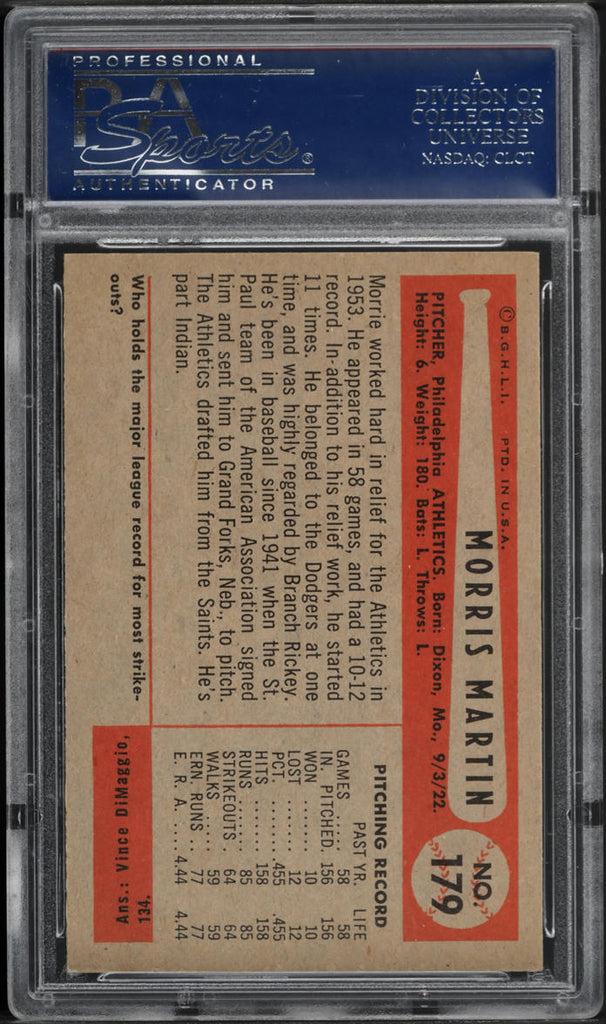 PROFESSIONAL
PSA
Sports®
AUTHENTICATOR
A
DIVISION OF
COLLECTORS
UNIVERSE
NASDAQ: CLCT
© B.G.H.L.I. PTD. IN U.S.A.
MORRIS MARTIN
NO.
179
PITCHER, Philadelphia ATHLETICS. Born: Dixon, Mo., 9/3/22.
Height: 6. Weight: 180. Bats: L. Throws: L.
Morrie worked hard in relief for the Athletics in
1953. He appeared in 58 games, and had a 10-12
record. In addition to his relief work, he started
11 times. He belonged to the Dodgers at one
time, and was highly regarded by Branch Rickey.
He's been in baseball since 1941 when the St.
Paul team of the American Association signed
him and sent him to Grand Forks, Neb., to pitch.
The Athletics drafted him from the Saints. He's
part Indian.
PITCHING RECORD
PAST YR. LIFE
GAMES ...... 58 58
IN. PITCHED. 156 156
WON ....... 10 10
LOST ....... 12 12
PCT. ....... .455 .455
HITS ....... 158 158
RUNS ....... 85 85
STRIKEOUTS . 64 64
WALKS ..... 59 59
ERN. RUNS .. 77 77
E. R. A. .... 4.44 4.44
Who holds the major league record for most strike-
outs?
Ans.: Vince DiMaggio,
134.